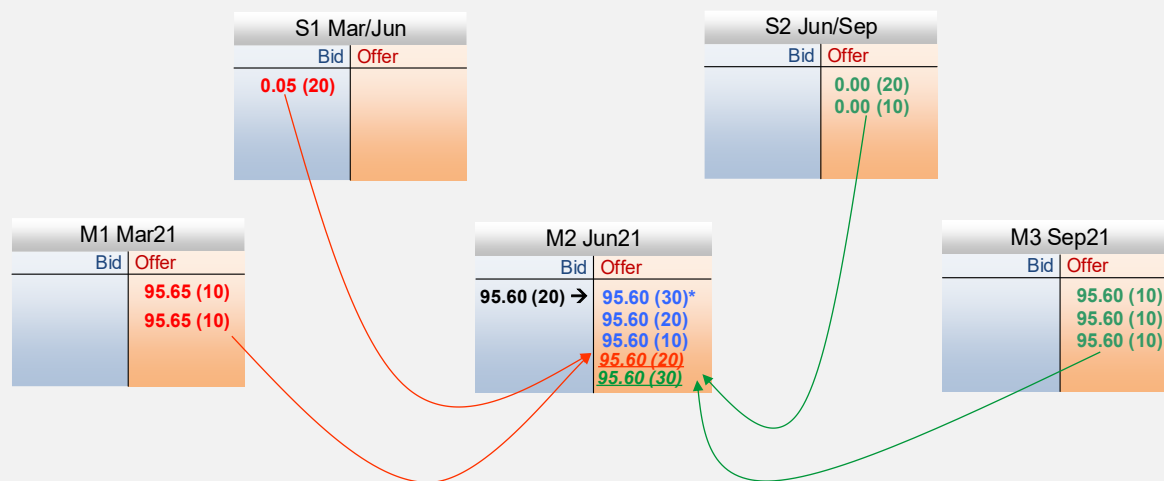 S1 Mar/Jun
Bid Offer
0.05 (20)
S2 Jun/Sep
Bid Offer
0.00 (20)
0.00 (10)
M1 Mar21
Bid Offer
95.65 (10)
95.65 (10)
M2 Jun21
Bid Offer
95.60 (20) → 95.60 (30)*
95.60 (20)
95.60 (10)
95.60 (20)
95.60 (30)
M3 Sep21
Bid Offer
95.60 (10)
95.60 (10)
95.60 (10)